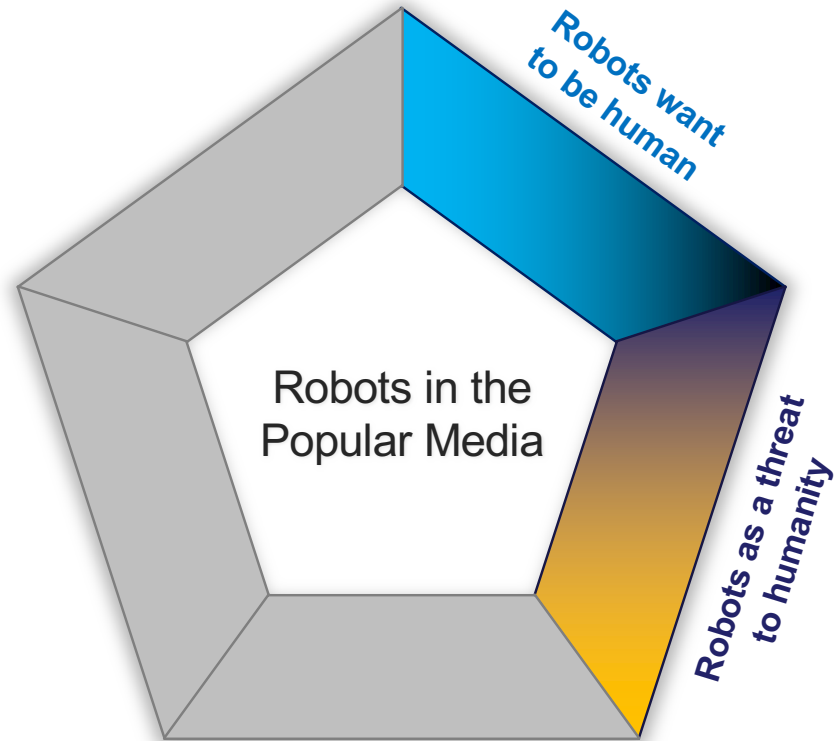 Robots want
to be human
Robots in the
Popular Media
Robots as a threat
to humanity